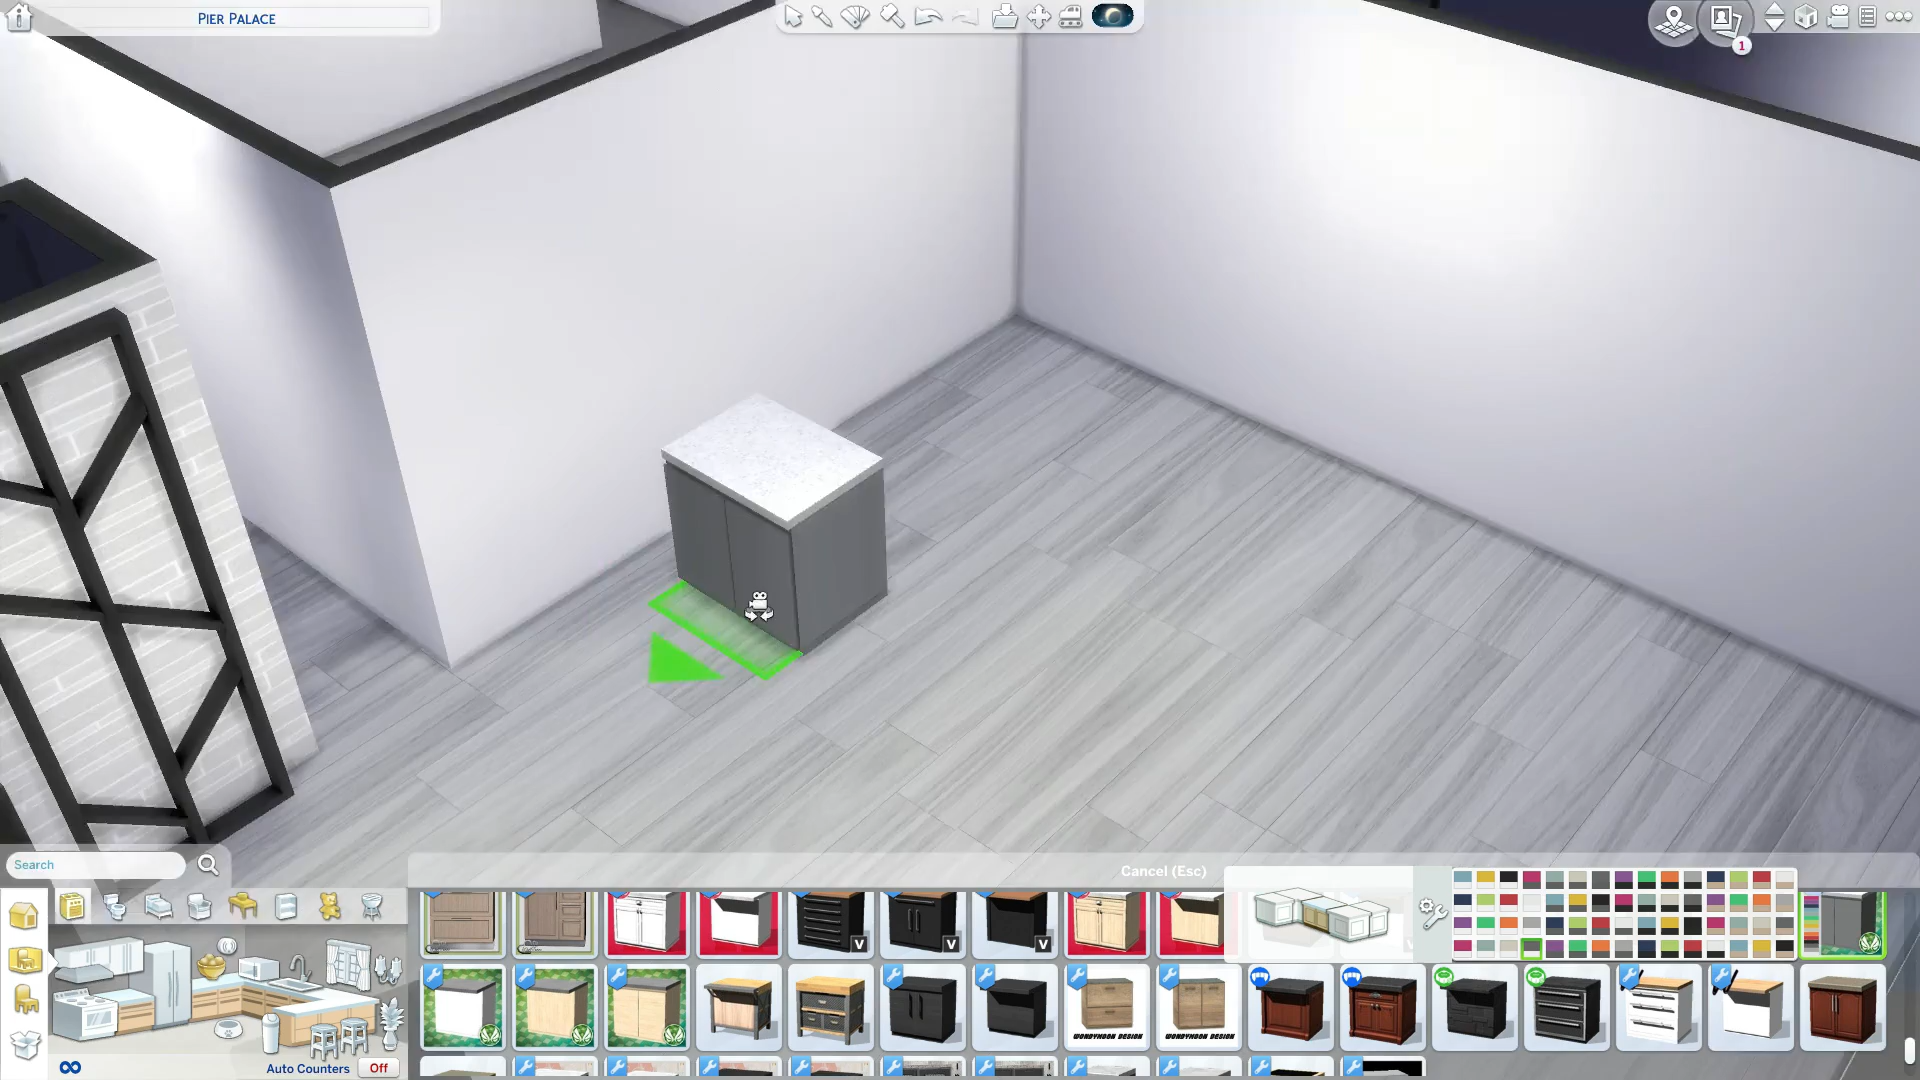 PIER PALACE
1
Search
Cancel (Esc)
V
V
V
WONDYMOON DESIGN
WONDYMOON DESIGN
Auto Counters
Off